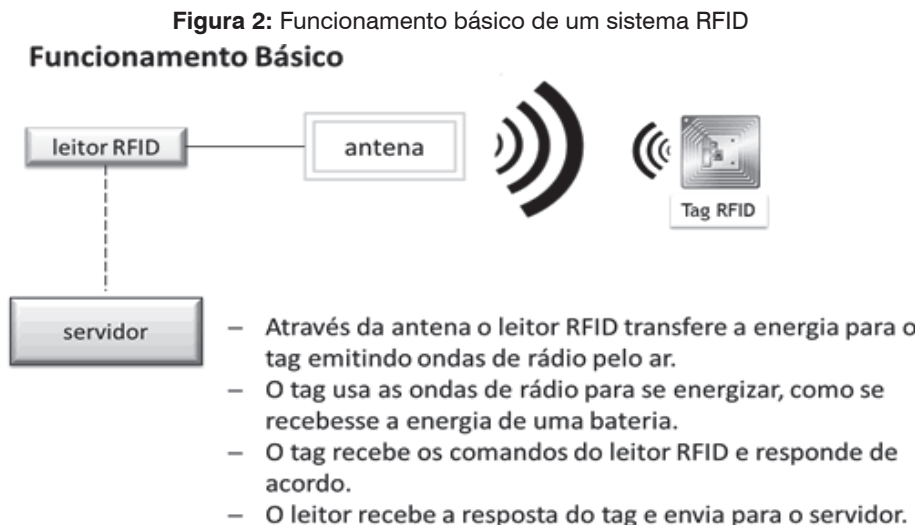 Figura 2: Funcionamento básico de um sistema RFID
Funcionamento Básico
leitor RFID
antena
Tag RFID
servidor
– Através da antena o leitor RFID transfere a energia para o
tag emitindo ondas de rádio pelo ar.
– O tag usa as ondas de rádio para se energizar, como se
recebesse a energia de uma bateria.
– O tag recebe os comandos do leitor RFID e responde de
acordo.
– O leitor recebe a resposta do tag e envia para o servidor.